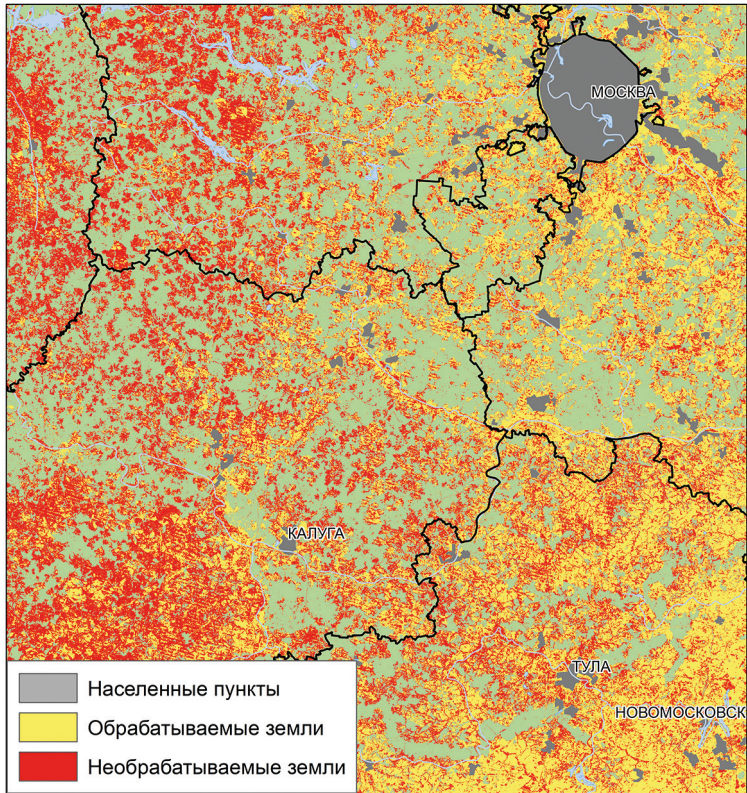 МОСКВА
КАЛУГА
ТУЛА
НОВОМОСКОВСК
Населенные пункты
Обрабатываемые земли
Необрабатываемые земли